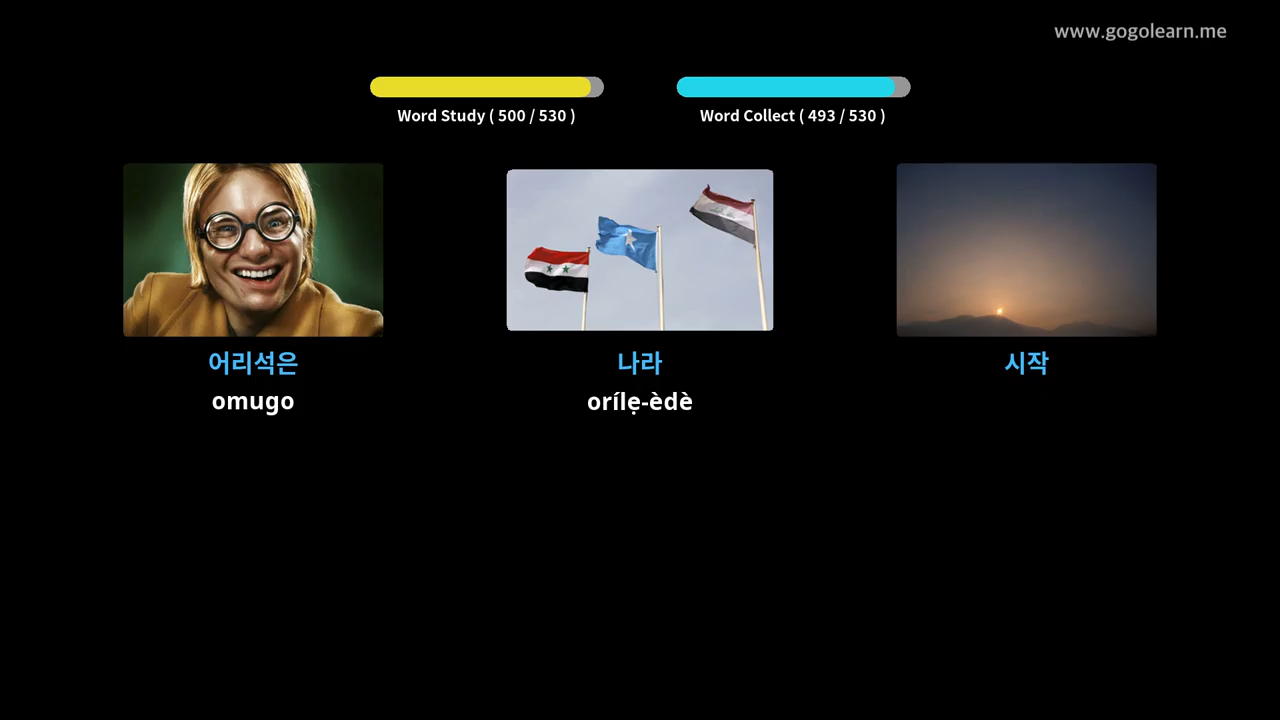 www.gogolearn.me
Word Study ( 500 / 530 )
Word Collect ( 493 / 530 )
어리석은
omugo
나라
orílẹ-èdè
시작